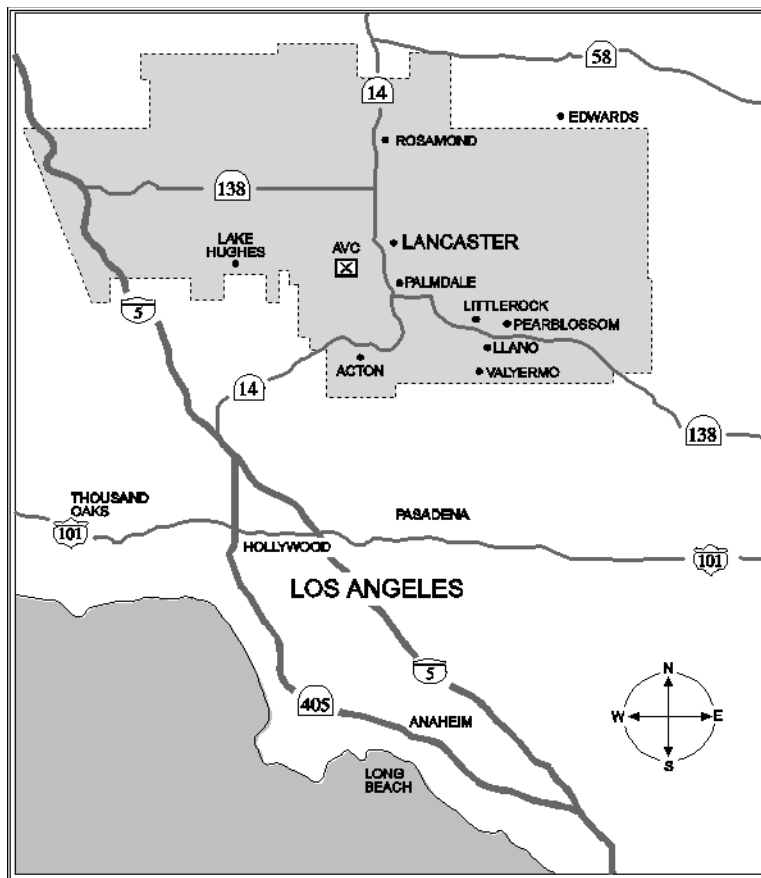 58
14
EDWARDS
ROSAMOND
138
LAKE
HUGHES
AVC
LANCASTER
PALMDALE
LITTLEROCK
PEARBLOSSOM
5
LLANO
ACTON
VALYERMO
14
138
THOUSAND
OAKS
PASADENA
101
HOLLYWOOD
101
LOS ANGELES
5
N
W
E
S
405
ANAHEIM
LONG
BEACH